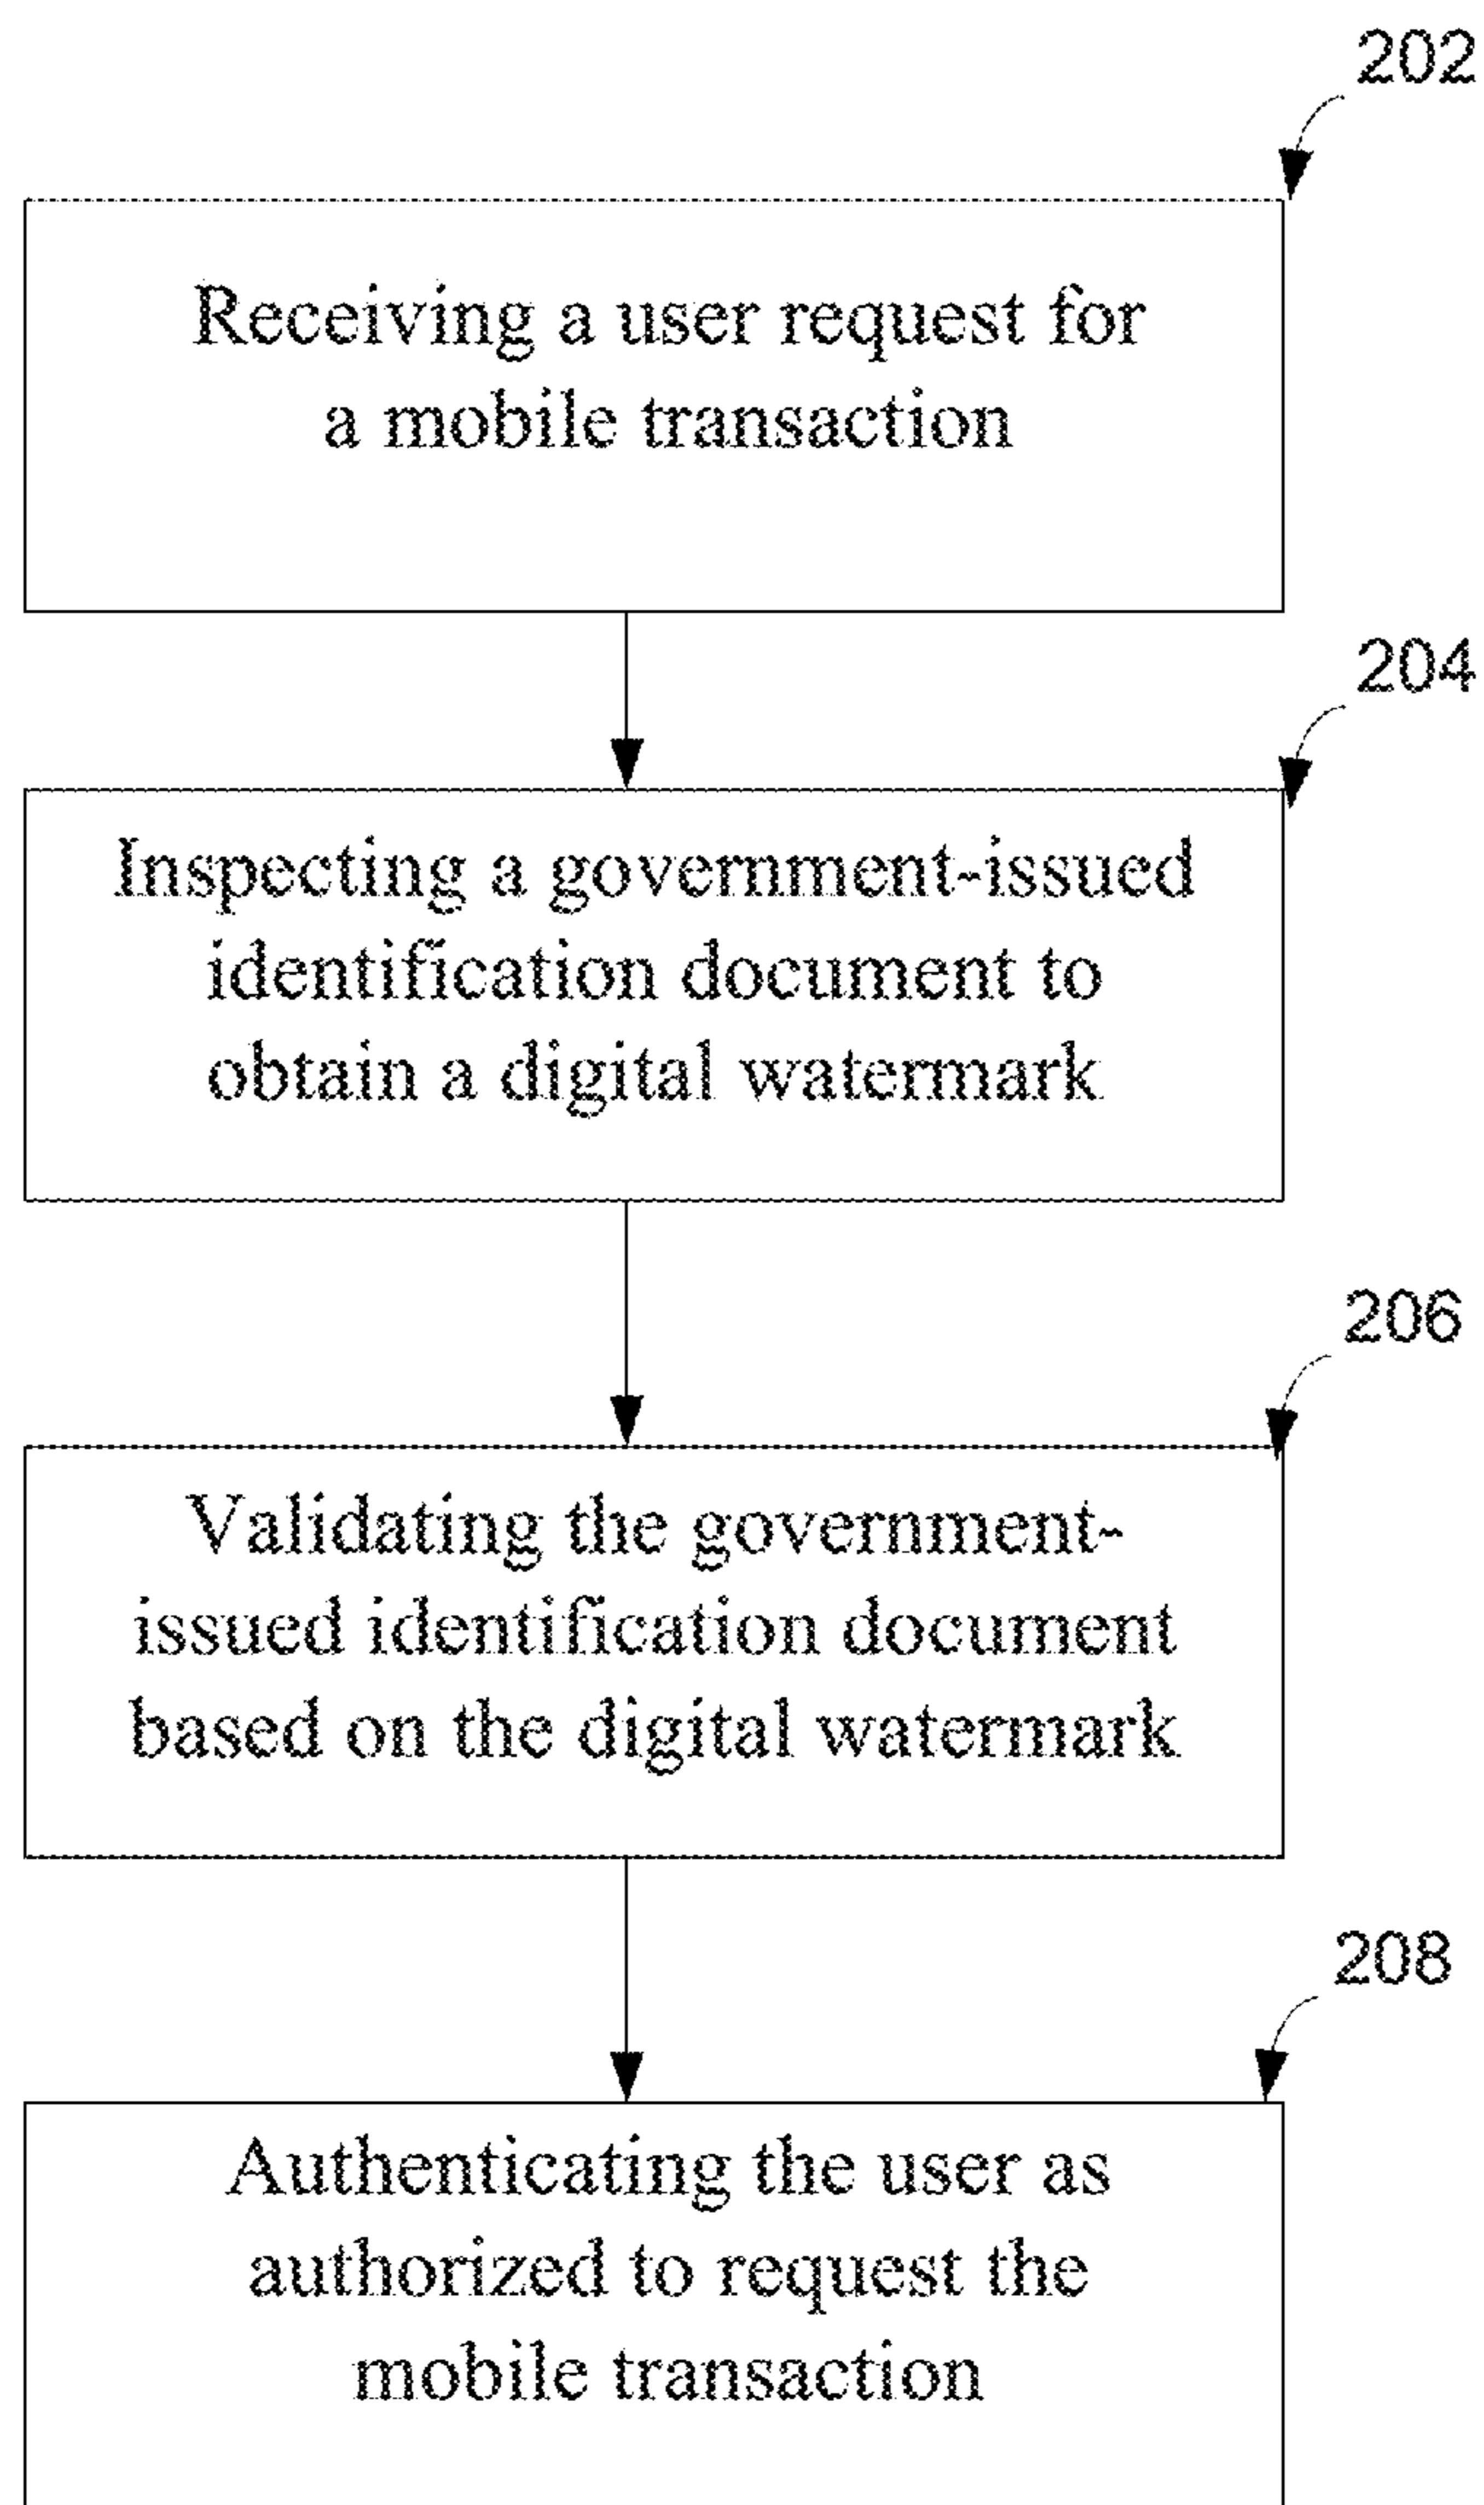 202
Receiving a user request for
a mobile transaction
204
Inspecting a government-issued
identification document to
obtain a digital watermark
206
Validating the government-
issued identification document
based on the digital watermark
208
Authenticating the user as
authorized to request the
mobile transaction